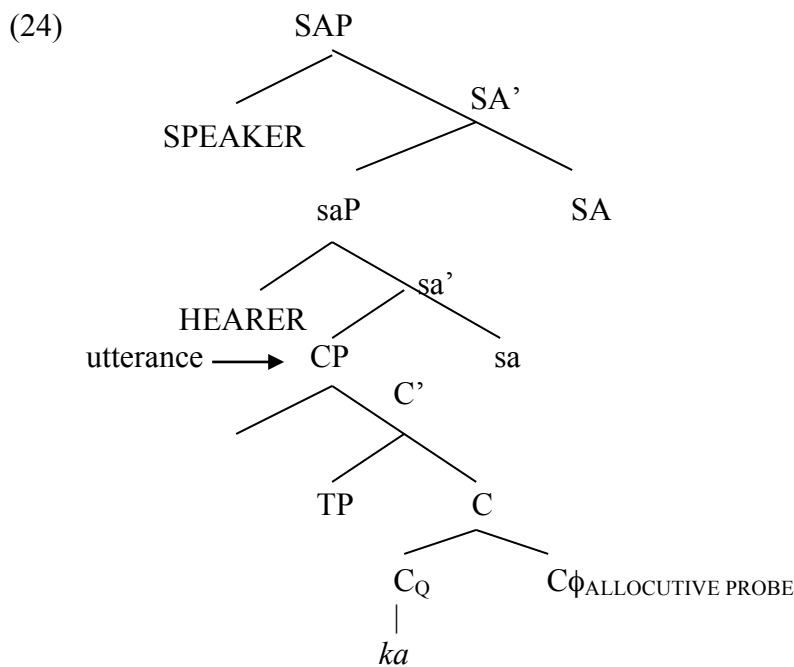 (24) SAP
SA’
SPEAKER
saP SA
sa’
HEARER
utterance CP sa
C’
TP C
C_Q Cϕ_ALLOCUTIVE PROBE
ka